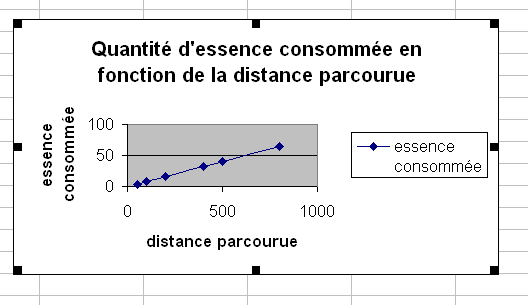 Quantité d'essence consommée en
fonction de la distance parcourue
essence
consommée
100
50
0
0 500 1000
distance parcourue
essence
consommée